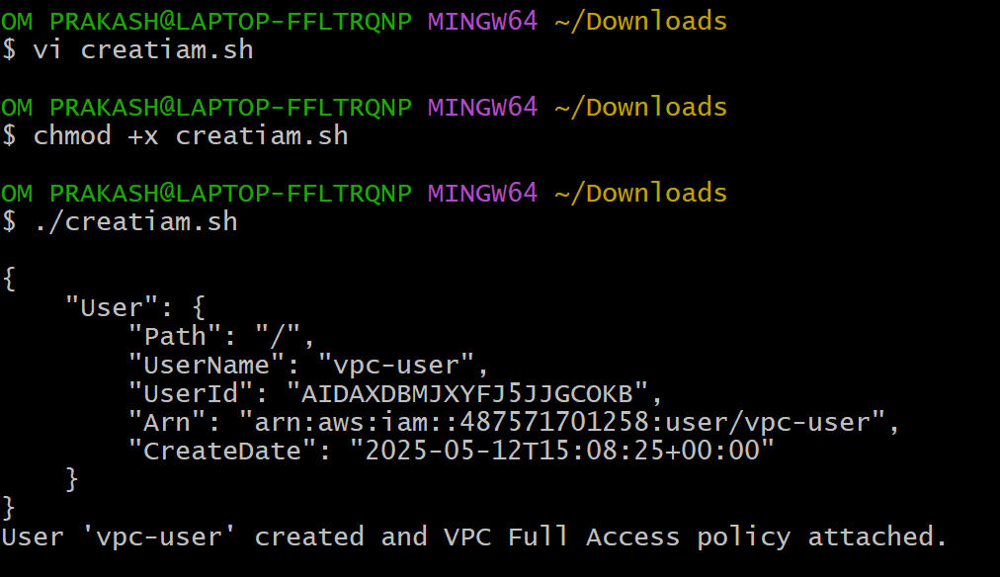 OM PRAKASH@LAPTOP-FFLTRQNP MINGW64 ~/Downloads
$ vi creatiam.sh
OM PRAKASH@LAPTOP-FFLTRQNP MINGW64 ~/Downloads
$ chmod +x creatiam.sh
OM PRAKASH@LAPTOP-FFLTRQNP MINGW64 ~/Downloads
$ ./creatiam.sh
{
    "User": {
        "Path": "/",
        "UserName": "vpc-user",
        "UserId": "AIDAXDBMJXYFJ5JJGCOKB",
        "Arn": "arn:aws:iam::487571701258:user/vpc-user",
        "CreateDate": "2025-05-12T15:08:25+00:00"
    }
}
User 'vpc-user' created and VPC Full Access policy attached.